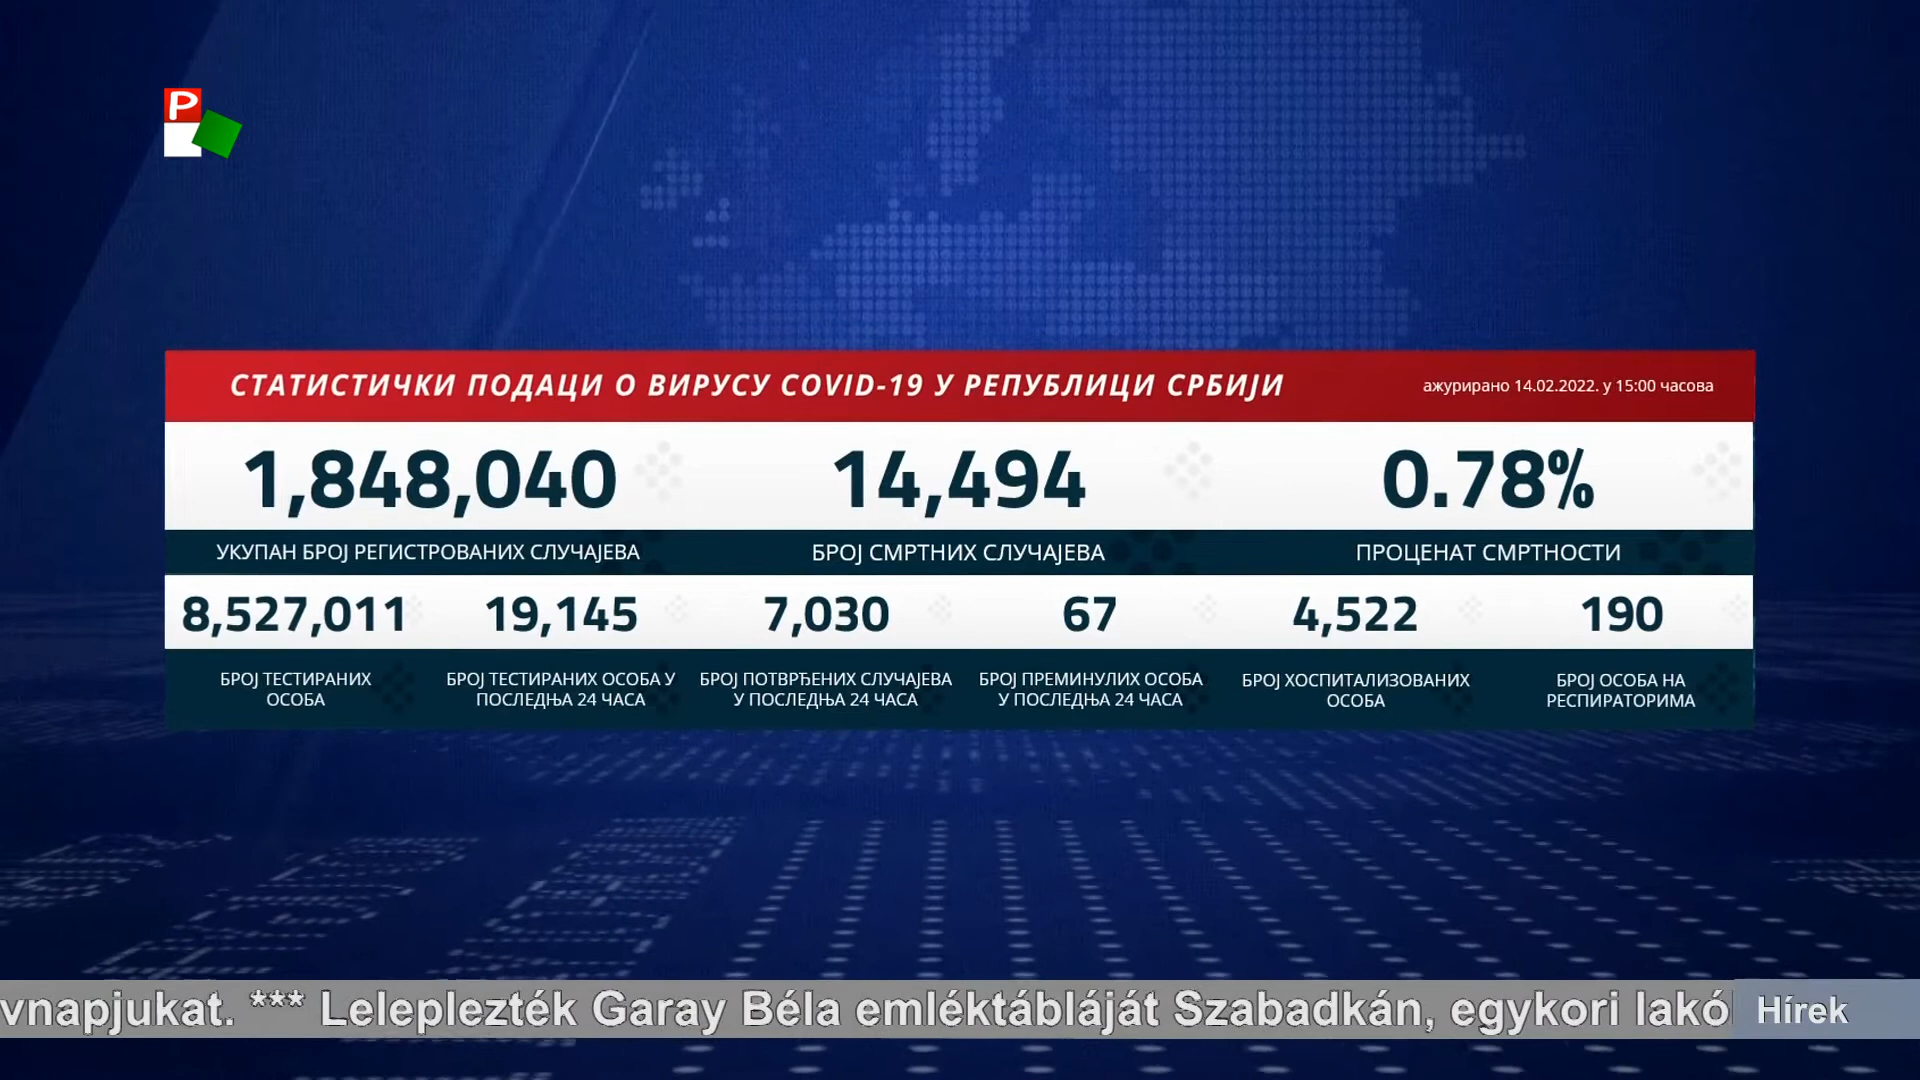 P
СТАТИСТИЧКИ ПОДАЦИ О ВИРУСУ COVID-19 У РЕПУБЛИЦИ СРБИЈИ
ажурирано 14.02.2022. у 15:00 часова
1,848,040 14,494 0.78%
УКУПАН БРОЈ РЕГИСТРОВАНИХ СЛУЧАЈЕВА БРОЈ СМРТНИХ СЛУЧАЈЕВА ПРОЦЕНАТ СМРТНОСТИ
8,527,011 19,145 7,030 67 4,522 190
БРОЈ ТЕСТИРАНИХ
ОСОБА
БРОЈ ТЕСТИРАНИХ ОСОБА У
ПОСЛЕДЊА 24 ЧАСА
БРОЈ ПОТВРЂЕНИХ СЛУЧАЈЕВА
У ПОСЛЕДЊА 24 ЧАСА
БРОЈ ПРЕМИНУЛИХ ОСОБА
У ПОСЛЕДЊА 24 ЧАСА
БРОЈ ХОСПИТАЛИЗОВАНИХ
ОСОБА
БРОЈ ОСОБА НА
РЕСПИРАТОРИМА
vnapjukat. *** Leleplezték Garay Béla emléktábláját Szabadkán, egykori lakó
Hírek